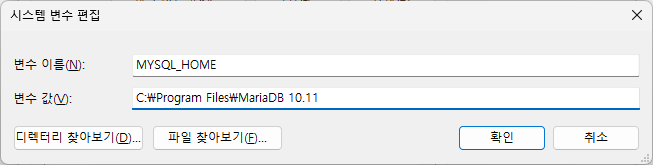 시스템 변수 편집
변수 이름(N): MYSQL_HOME
변수 값(V): C:₩Program Files₩MariaDB 10.11
디렉터리 찾아보기(D)... 파일 찾아보기(F)... 확인 취소